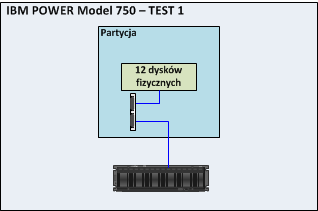 IBM POWER Model 750 – TEST 1
Partycja
12 dysków
fizycznych